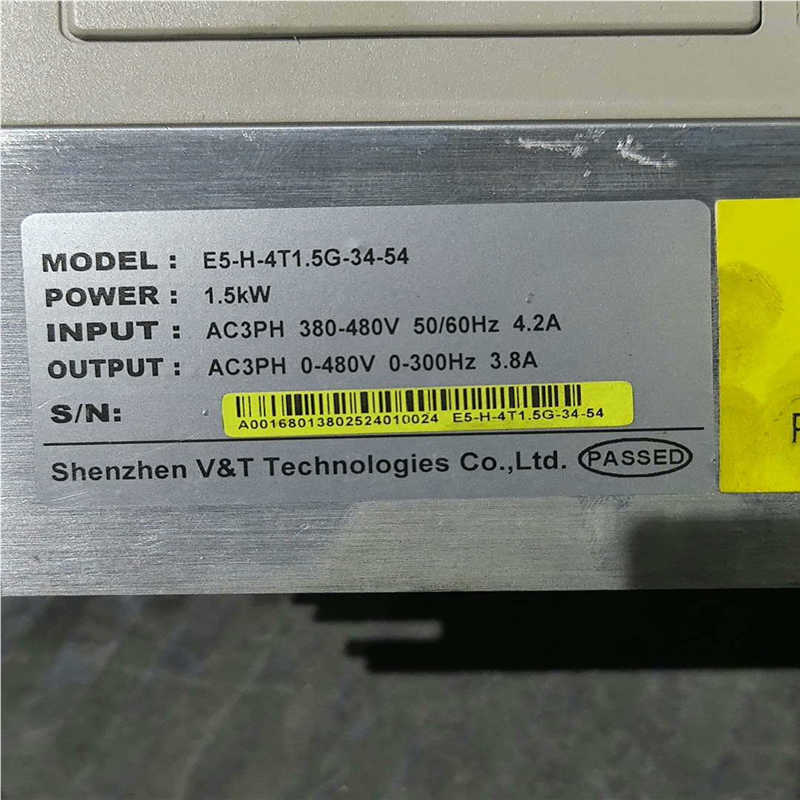 MODEL : E5-H-4T1.5G-34-54
POWER : 1.5kW
INPUT : AC3PH 380-480V 50/60Hz 4.2A
OUTPUT : AC3PH 0-480V 0-300Hz 3.8A
S/N:
A00168013802524010024 E5-H-4T1.5G-34-54
Shenzhen V&T Technologies Co.,Ltd. PASSED